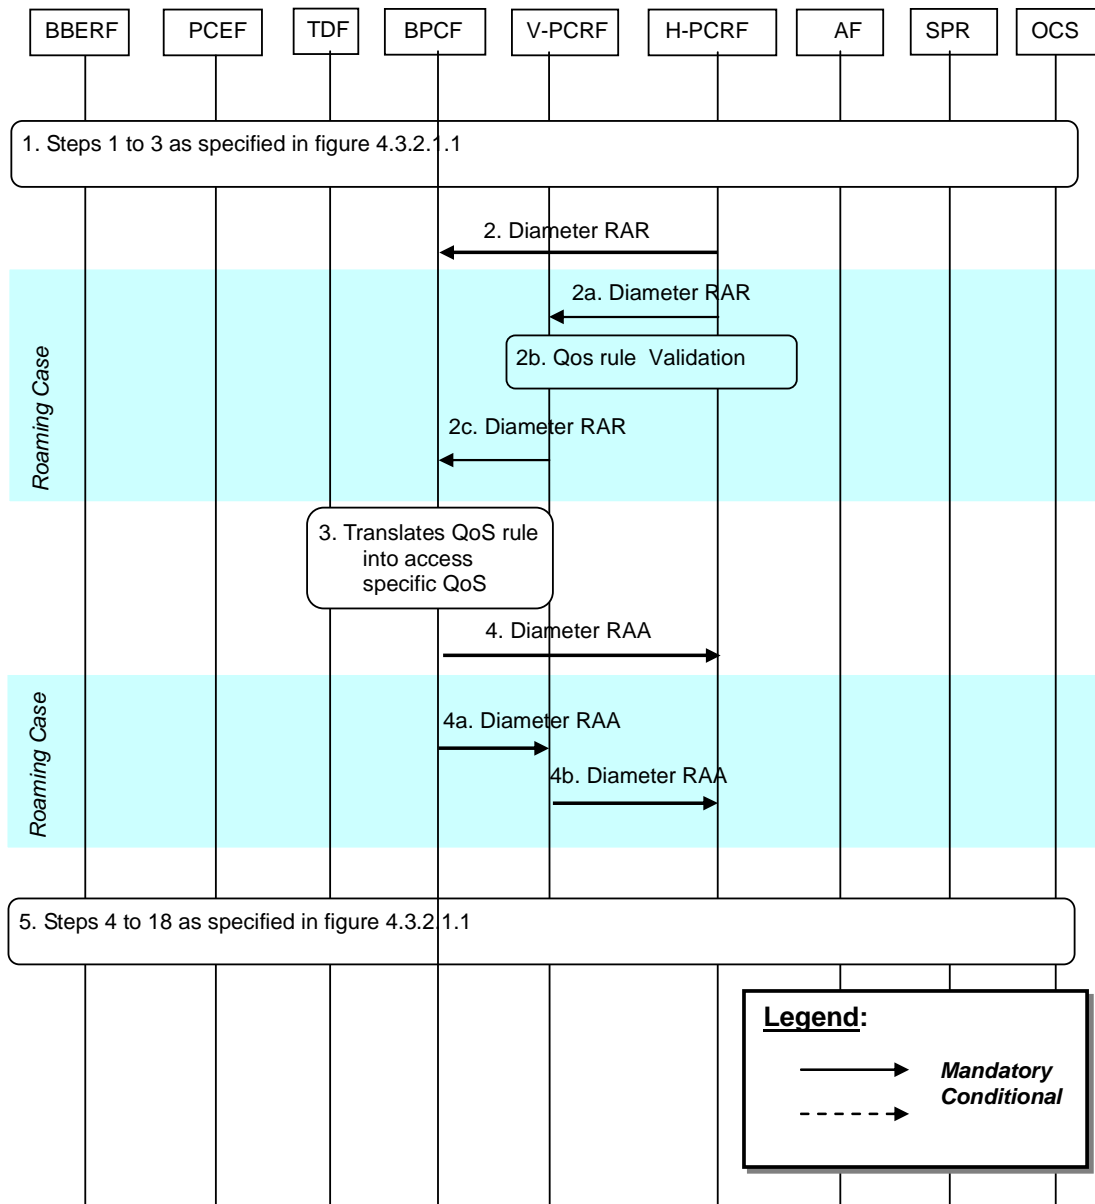 BBERF PCEF TDF BPCF V-PCRF H-PCRF AF SPR OCS
1. Steps 1 to 3 as specified in figure 4.3.2.1.1
2. Diameter RAR
2a. Diameter RAR
2b. Qos rule Validation
Roaming Case
2c. Diameter RAR
3. Translates QoS rule
into access
specific QoS
4. Diameter RAA
Roaming Case
4a. Diameter RAA
4b. Diameter RAA
5. Steps 4 to 18 as specified in figure 4.3.2.1.1
Legend:
Mandatory
Conditional